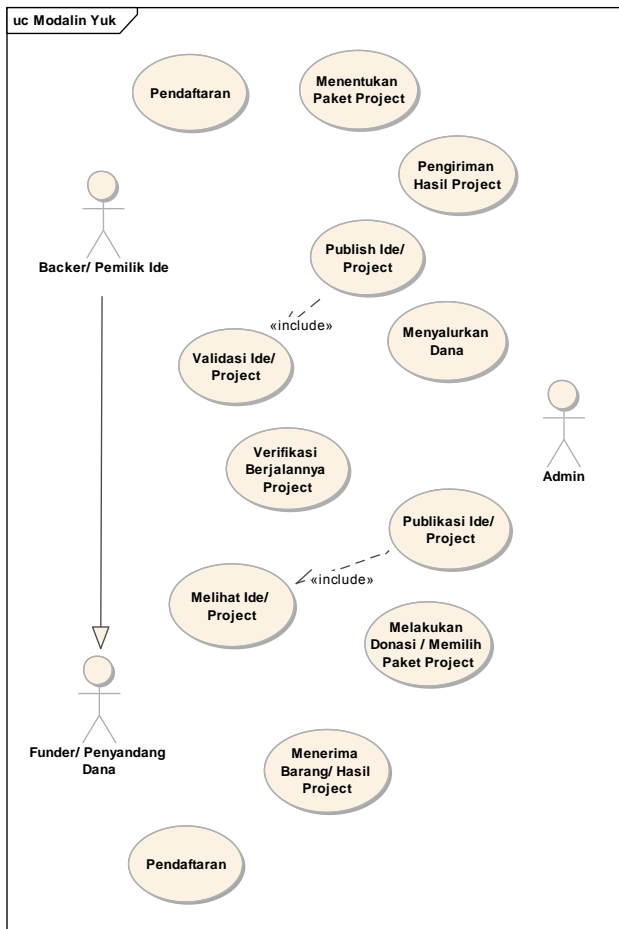 uc Modalin Yuk
Pendaftaran
Menentukan
Paket Project
Pengiriman
Hasil Project
Backer/ Pemilik Ide
Publish Ide/
Project
«include»
Validasi Ide/
Project
Menyalurkan
Dana
Verifikasi
Berjalannya
Project
Admin
Publikasi Ide/
Project
«include»
Melihat Ide/
Project
Melakukan
Donasi / Memilih
Paket Project
Funder/ Penyandang
Dana
Menerima
Barang/ Hasil
Project
Pendaftaran